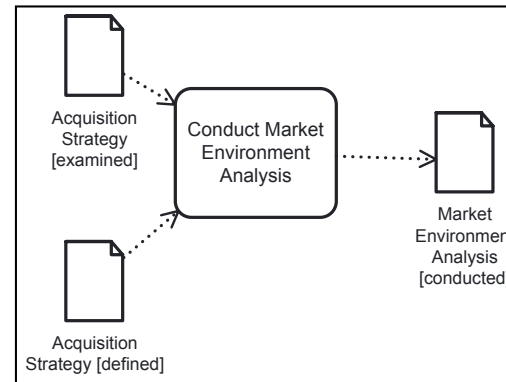 Acquisition
Strategy
[examined]
Conduct Market
Environment
Analysis
Market
Environmen
Analysis
[conducted
Acquisition
Strategy [defined]